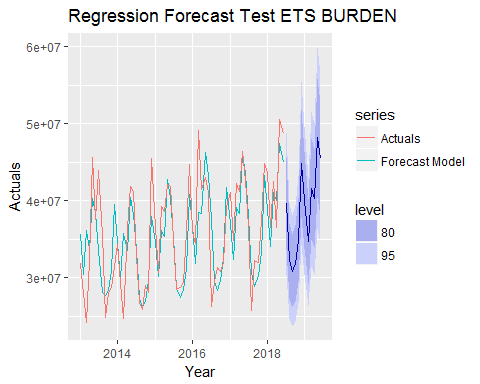 Regression Forecast Test ETS BURDEN
6e+07
5e+07
4e+07
3e+07
Actuals
2014
2016
2018
Year
series
Actuals
Forecast Model
level
80
95